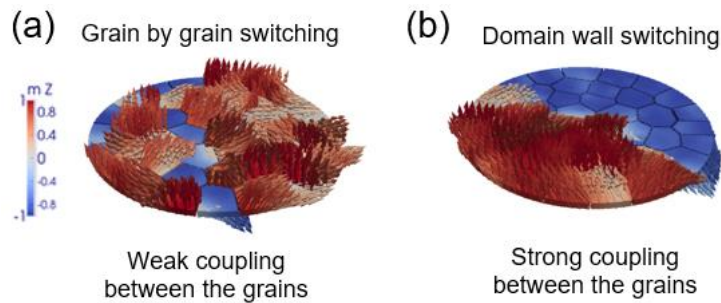 (a)
Grain by grain switching
m Z
1
0.8
0.4
0
-0.4
-0.8
-1
Weak coupling
between the grains
(b)
Domain wall switching
Strong coupling
between the grains